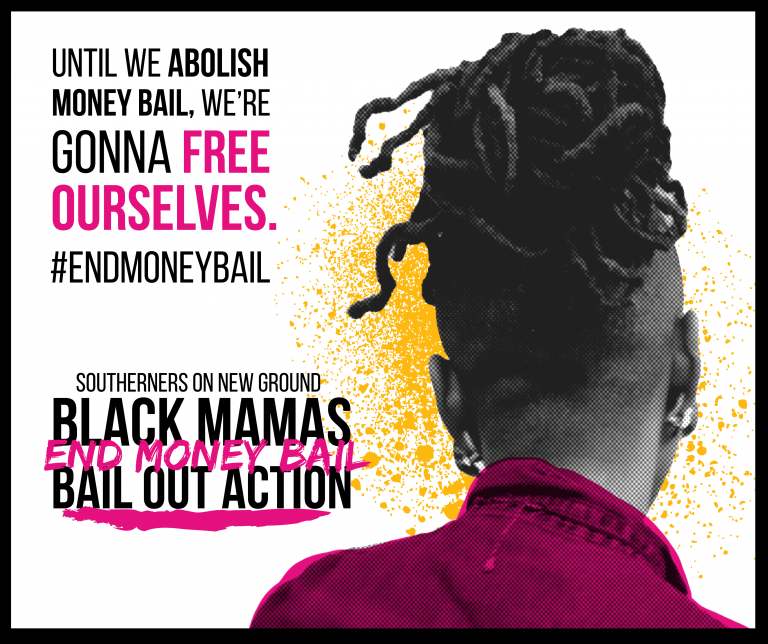 UNTIL WE ABOLISH
MONEY BAIL, WE'RE
GONNA FREE
OURSELVES.
#ENDMONEYBAIL
SOUTHERNERS ON NEW GROUND
BLACK MAMAS
END MONEY BAIL
BAIL OUT ACTION